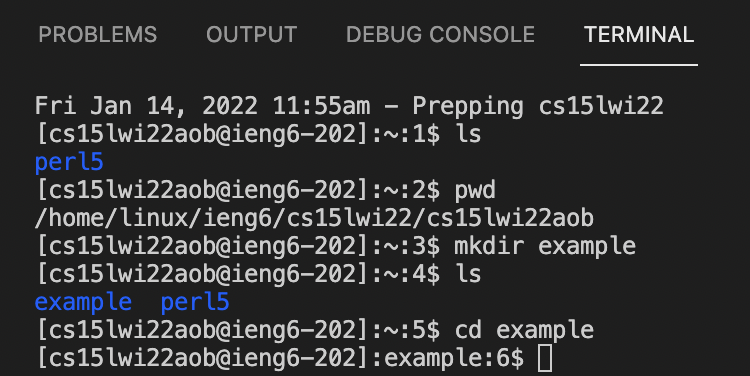 PROBLEMS OUTPUT DEBUG CONSOLE TERMINAL
Fri Jan 14, 2022 11:55am - Prepping cs15lwi22
[cs15lwi22aob@ieng6-202]:~:1$ ls
perl5
[cs15lwi22aob@ieng6-202]:~:2$ pwd
/home/linux/ieng6/cs15lwi22/cs15lwi22aob
[cs15lwi22aob@ieng6-202]:~:3$ mkdir example
[cs15lwi22aob@ieng6-202]:~:4$ ls
example  perl5
[cs15lwi22aob@ieng6-202]:~:5$ cd example
[cs15lwi22aob@ieng6-202]:example:6$